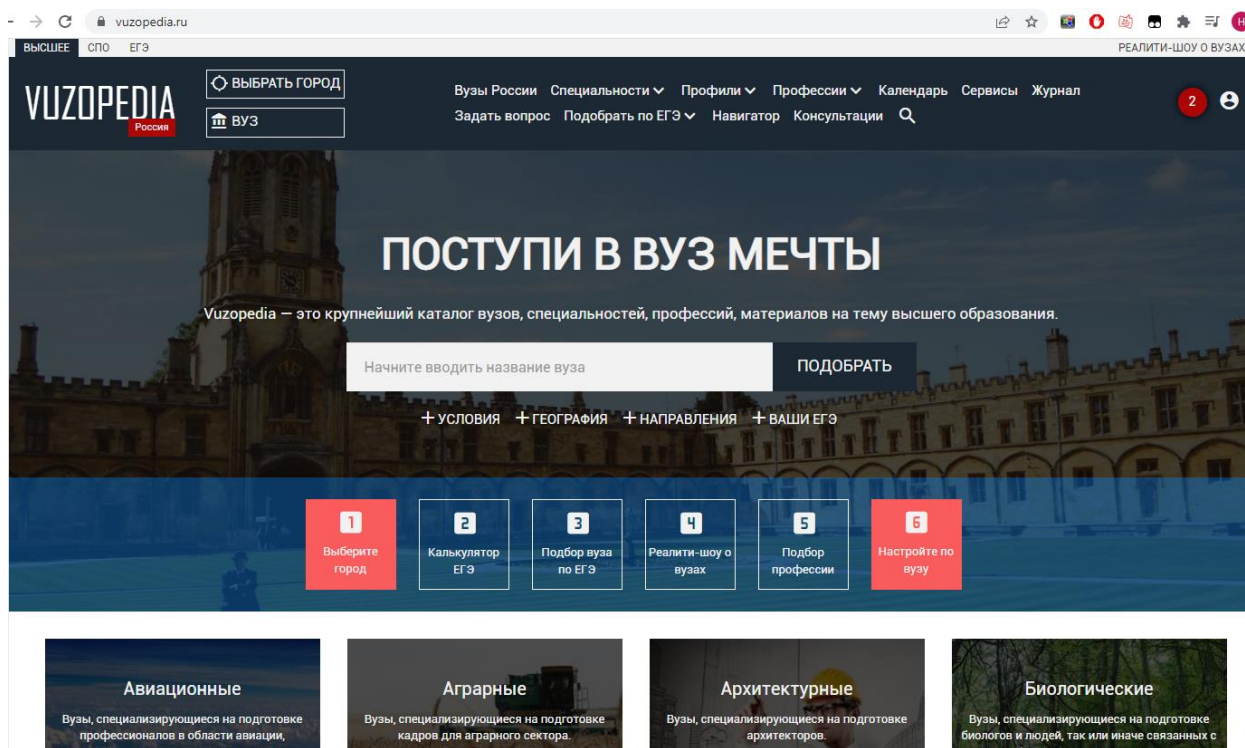 vuzopedia.ru
ВЫСШЕЕ СПО ЕГЭ
РЕАЛИТИ-ШОУ О ВУЗАХ
VUZOPEDIA
Россия
ВЫБРАТЬ ГОРОД
ВУЗ
Вузы России Специальности Профили Профессии Календарь Сервисы Журнал
Задать вопрос Подобрать по ЕГЭ Навигатор Консультации
2
ПОСТУПИ В ВУЗ МЕЧТЫ
Vuzopedia — это крупнейший каталог вузов, специальностей, профессий, материалов на тему высшего образования.
Начните вводить название вуза
ПОДОБРАТЬ
+ УСЛОВИЯ + ГЕОГРАФИЯ + НАПРАВЛЕНИЯ + ВАШИ ЕГЭ
1
Выберите
город
2
Калькулятор
ЕГЭ
3
Подбор вуза
по ЕГЭ
4
Реалити-шоу о
вузах
5
Подбор
профессии
6
Настройте по
вузу
Авиационные
Вузы, специализирующиеся на подготовке
профессионалов в области авиации,
Аграрные
Вузы, специализирующиеся на подготовке
кадров для аграрного сектора.
Архитектурные
Вузы, специализирующиеся на подготовке
архитекторов.
Биологические
Вузы, специализирующиеся на подготовке
биологов и людей, так или иначе связанных с